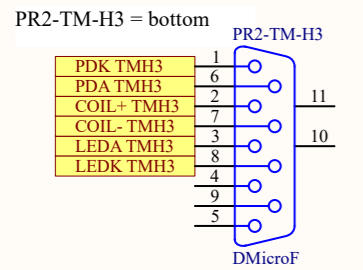 PR2-TM-H3 = bottom
PR2-TM-H3
PDK TMH3 1
PDA TMH3 6
COIL+ TMH3 2 11
COIL- TMH3 7
LEDA TMH3 3 10
LEDK TMH3 8
4
9
5
DMicroF